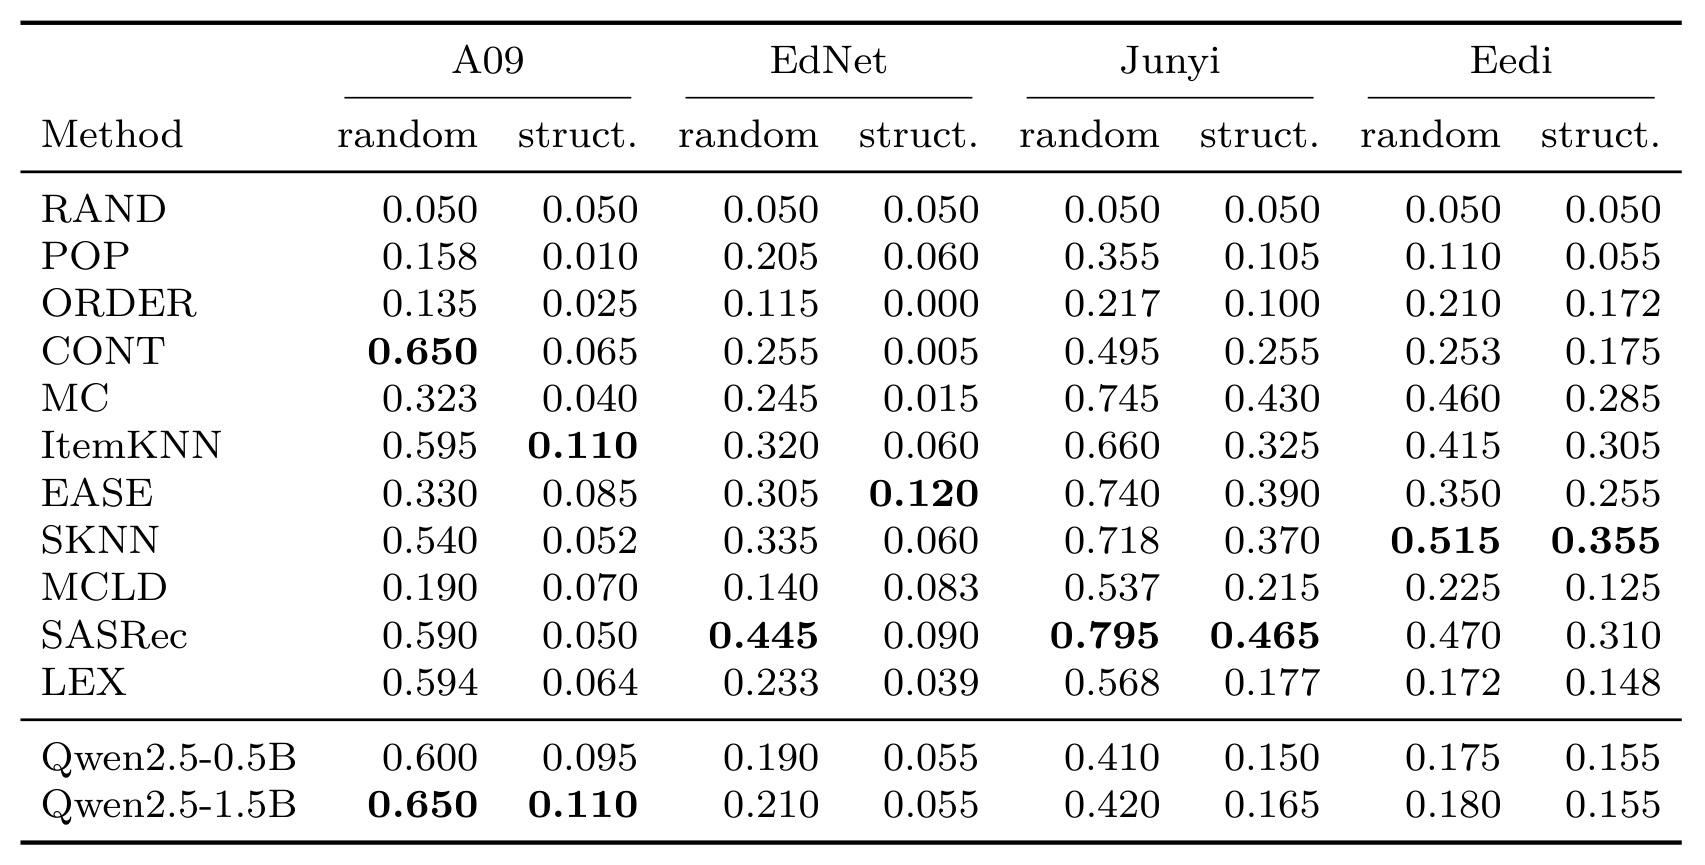 A09 EdNet Junyi Eedi
Method random struct. random struct. random struct. random struct.
RAND 0.050 0.050 0.050 0.050 0.050 0.050 0.050 0.050
POP 0.158 0.010 0.205 0.060 0.355 0.105 0.110 0.055
ORDER 0.135 0.025 0.115 0.000 0.217 0.100 0.210 0.172
CONT 0.650 0.065 0.255 0.005 0.495 0.255 0.253 0.175
MC 0.323 0.040 0.245 0.015 0.745 0.430 0.460 0.285
ItemKNN 0.595 0.110 0.320 0.060 0.660 0.325 0.415 0.305
EASE 0.330 0.085 0.305 0.120 0.740 0.390 0.350 0.255
SKNN 0.540 0.052 0.335 0.060 0.718 0.370 0.515 0.355
MCLD 0.190 0.070 0.140 0.083 0.537 0.215 0.225 0.125
SASRec 0.590 0.050 0.445 0.090 0.795 0.465 0.470 0.310
LEX 0.594 0.064 0.233 0.039 0.568 0.177 0.172 0.148
Qwen2.5-0.5B 0.600 0.095 0.190 0.055 0.410 0.150 0.175 0.155
Qwen2.5-1.5B 0.650 0.110 0.210 0.055 0.420 0.165 0.180 0.155